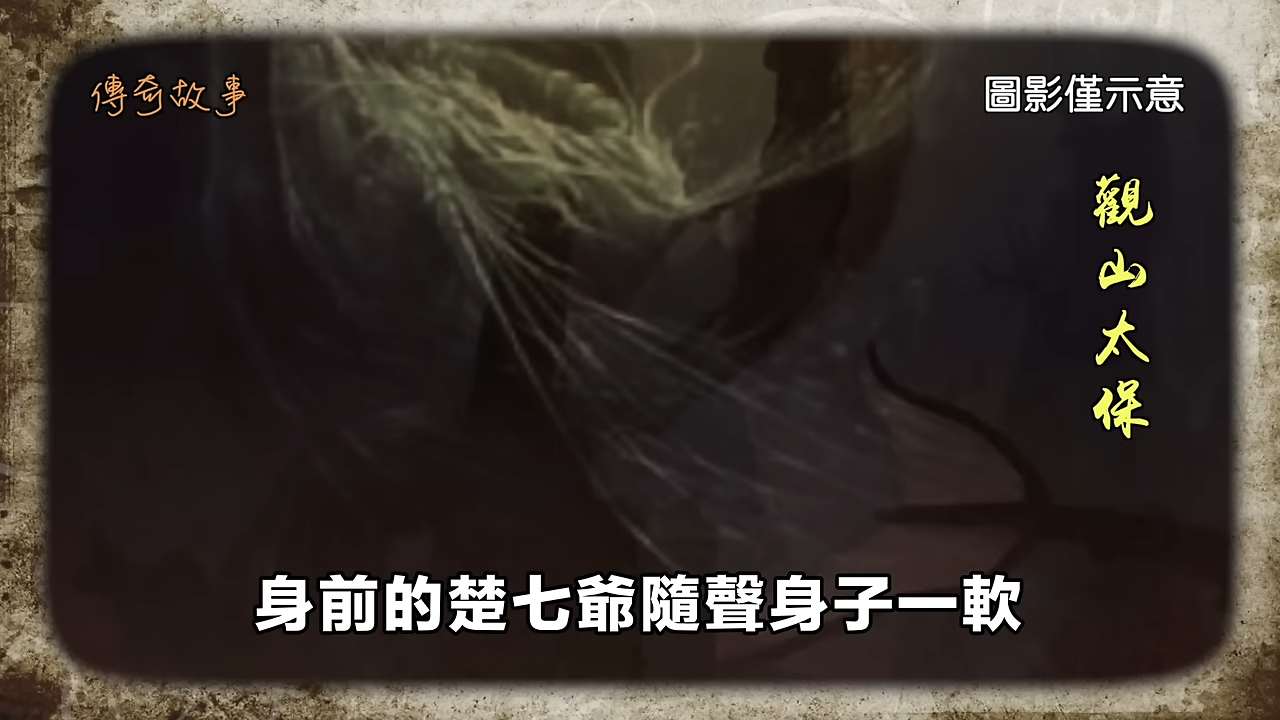 傳奇故事
圖影僅示意
觀山太保
身前的楚七爺隨聲身子一軟